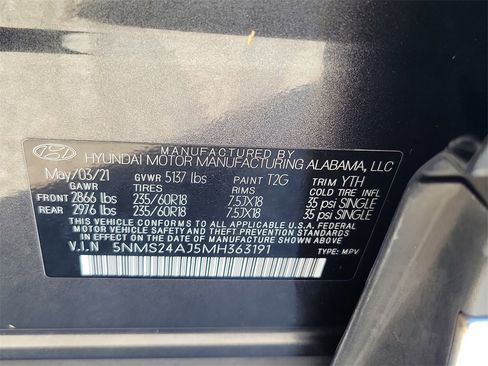 MANUFACTURED BY
HYUNDAI MOTOR MANUFACTURING ALABAMA, LLC
May/03/21 GVWR 5137 lbs PAINT T2G TRIM YTH
GAWR TIRES COLD TIRE INFL
FRONT 2866 lbs 235/60R18 7.5JX18 35 psi SINGLE
REAR 2976 lbs 235/60R18 7.5JX18 35 psi SINGLE
THIS VEHICLE CONFORMS TO ALL APPLICABLE FEDERAL
MOTOR VEHICLE SAFETY AND THEFT PREVENTION STANDARDS
IN EFFECT ON THE DATE OF MANUFACTURE SHOWN ABOVE.
V.I.N 5NMS24AJ5MH363191
TYPE: MPV